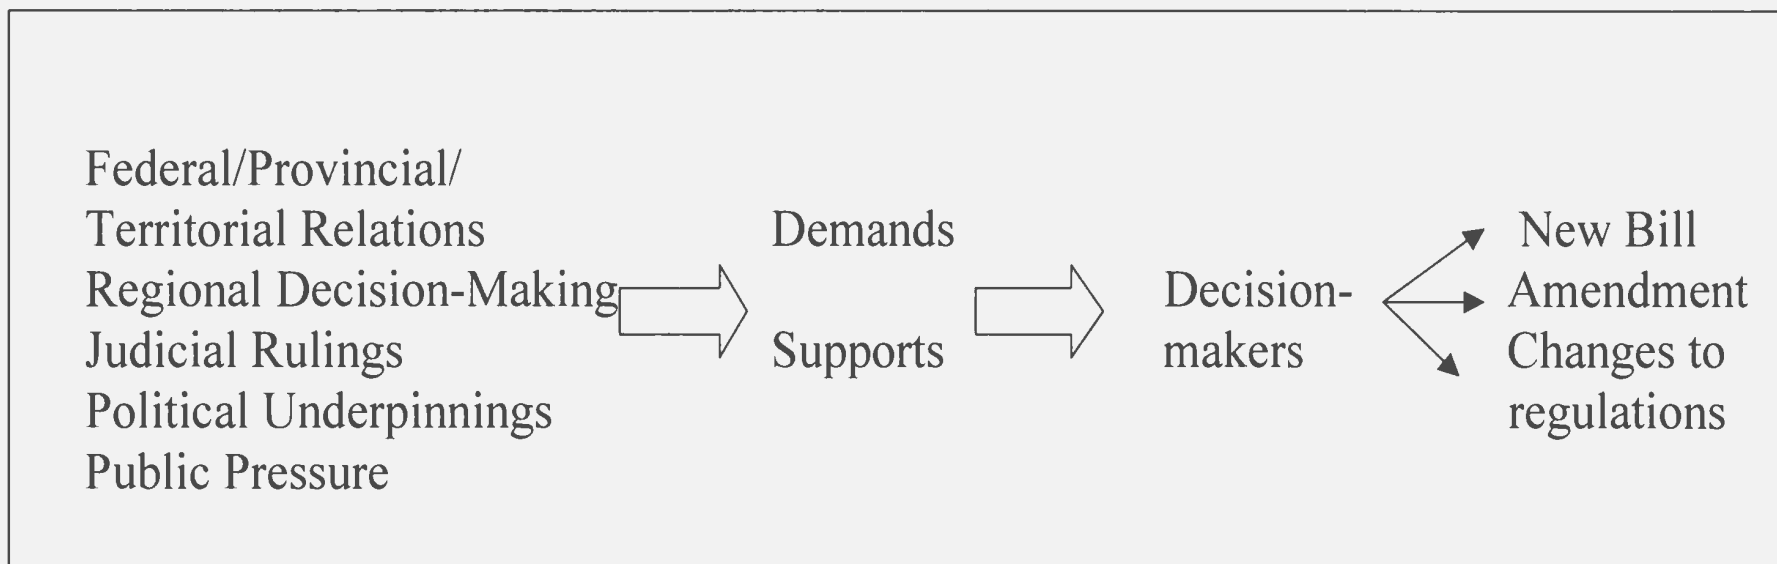 Federal/Provincial/
Territorial Relations
Regional Decision-Making
Judicial Rulings
Political Underpinnings
Public Pressure
Demands
Supports
Decision-
makers
New Bill
Amendment
Changes to
regulations